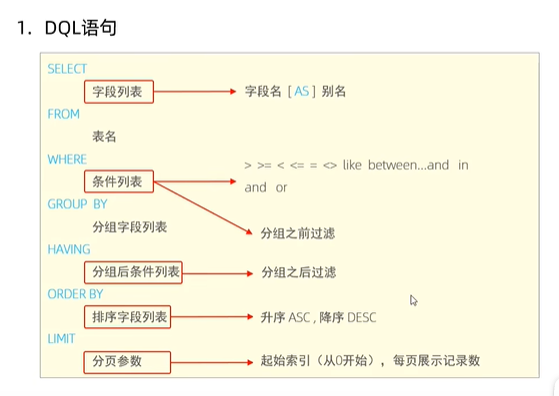 1. DQL语句
SELECT
字段列表 字段名 [ AS ] 别名
FROM
表名
WHERE
> >= < <= = <> like between...and in
条件列表
and or
GROUP BY
分组字段列表
分组之前过滤
HAVING
分组后条件列表 分组之后过滤
ORDER BY
排序字段列表 升序 ASC , 降序 DESC
LIMIT
分页参数 起始索引（从0开始），每页展示记录数